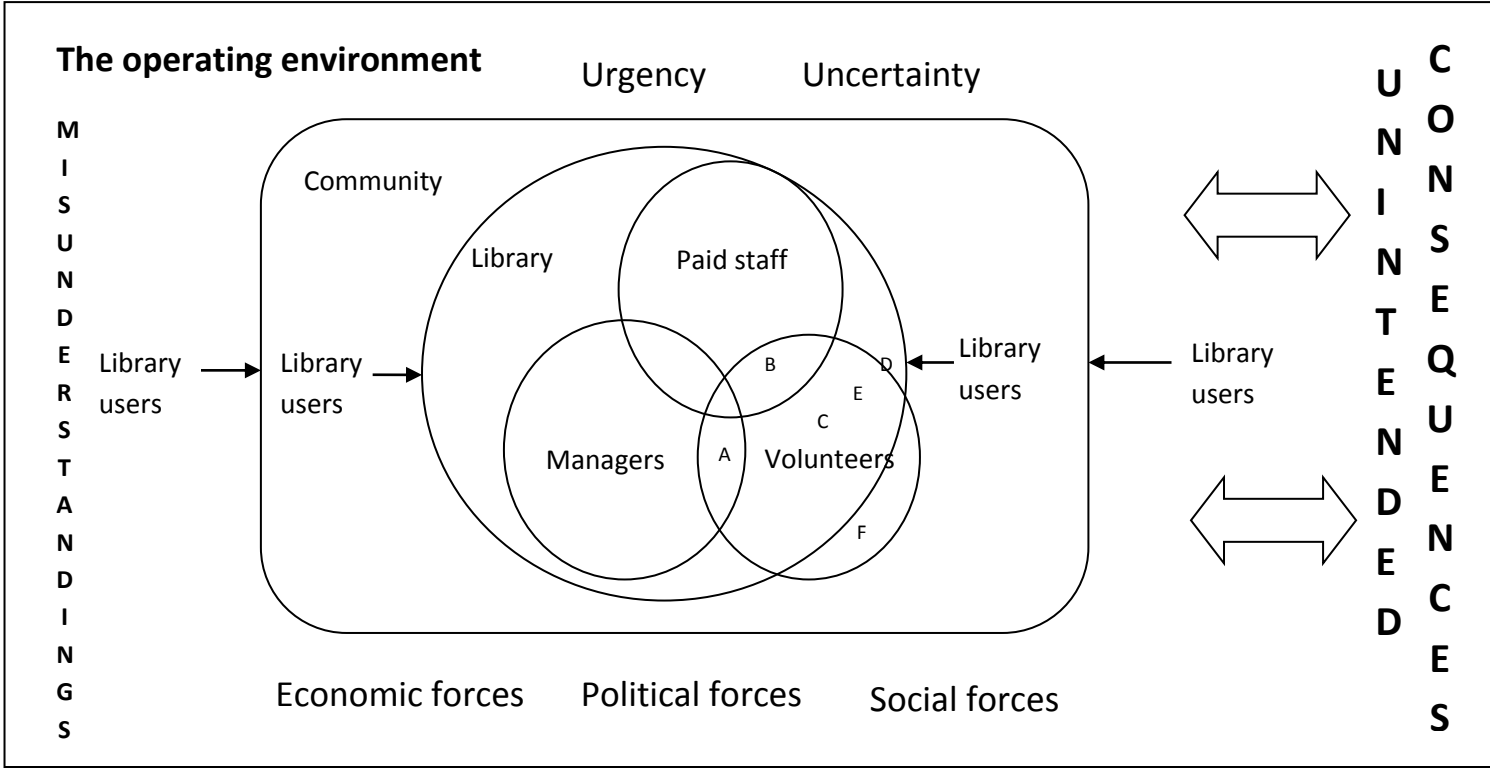 The operating environment
Urgency
Uncertainty
MISUNDERSTANDINGS
UNINTENDED
CONSEQUENCES
Community
Library
Paid staff
Library
users
Library
users
B
D
E
C
Library
users
Library
users
Managers
A
Volunteers
F
Economic forces
Political forces
Social forces